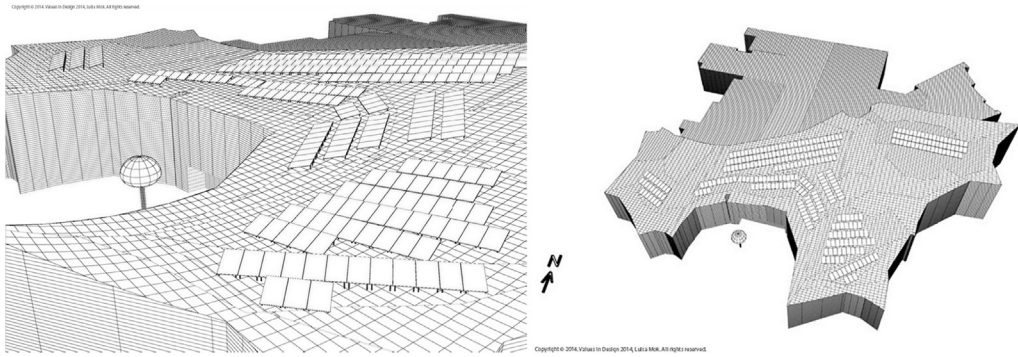 Copyright © 2014. Values in Design 2014, Luisa Mok. All rights reserved.
N
Copyright © 2014. Values in Design 2014, Luisa Mok. All rights reserved.